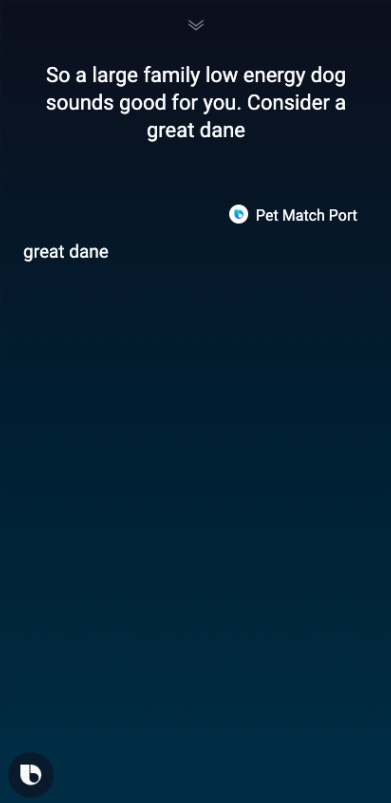 So a large family low energy dog
sounds good for you. Consider a
great dane
Pet Match Port
great dane